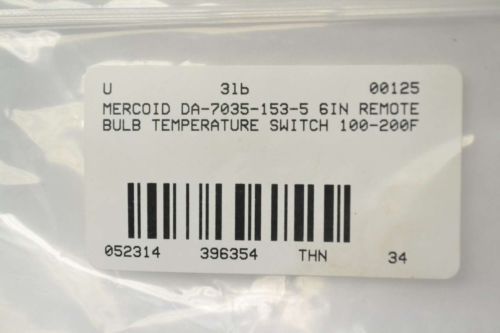 U 3lb 00125
MERCOID DA-7035-153-5 6IN REMOTE
BULB TEMPERATURE SWITCH 100-200F
052314 396354 THN 34